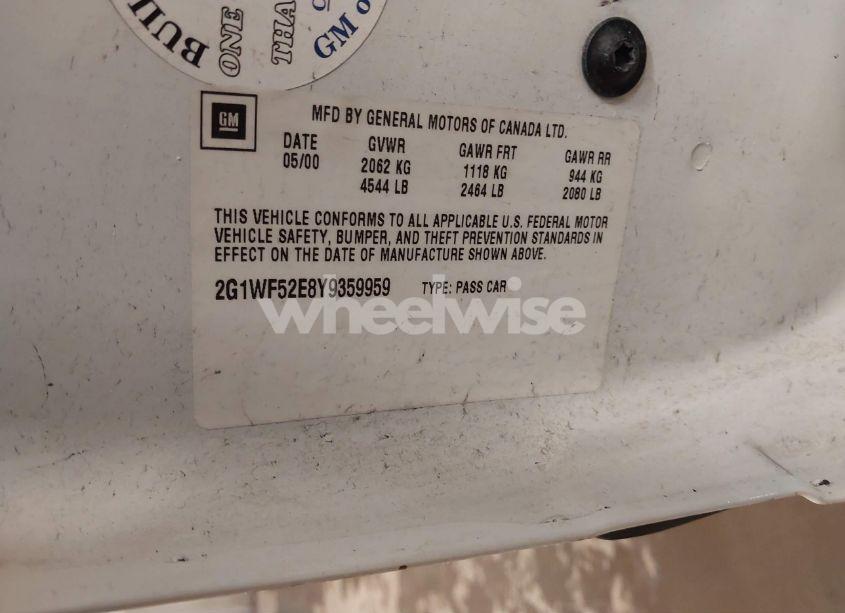 BUIL
ONE
THA
GM o
GM
MFD BY GENERAL MOTORS OF CANADA LTD.
DATE GVWR GAWR FRT GAWR RR
05/00 2062 KG 1118 KG 944 KG
4544 LB 2464 LB 2080 LB
THIS VEHICLE CONFORMS TO ALL APPLICABLE U.S. FEDERAL MOTOR
VEHICLE SAFETY, BUMPER, AND THEFT PREVENTION STANDARDS IN
EFFECT ON THE DATE OF MANUFACTURE SHOWN ABOVE.
2G1WF52E8Y9359959 TYPE: PASS CAR
wheelwise